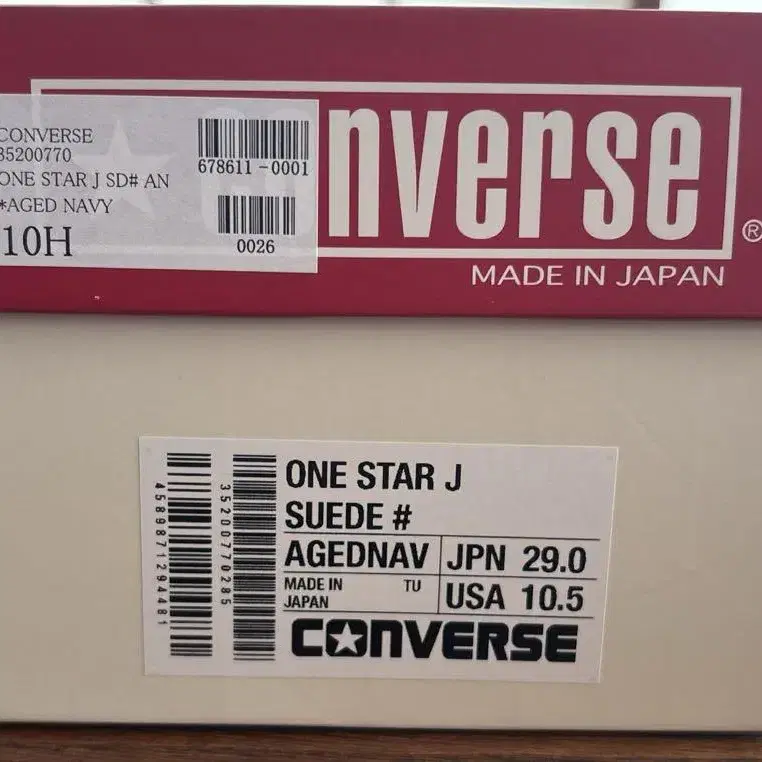 CONVERSE
35200770
ONE STAR J SD# AN
*AGED NAVY
10H
678611-0001
0026
nverse
®
MADE IN JAPAN
4589871294481
35200770285
ONE STAR J
SUEDE #
AGEDNAV JPN 29.0
MADE IN JAPAN TU USA 10.5
CONVERSE